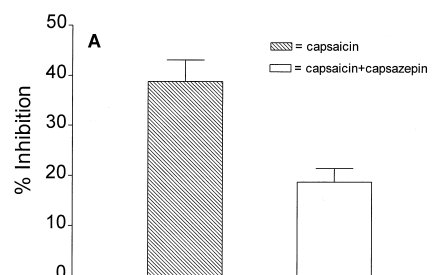 50
A
= capsaicin
= capsaicin+capsazepin
40
30
% Inhibition
20
10
0